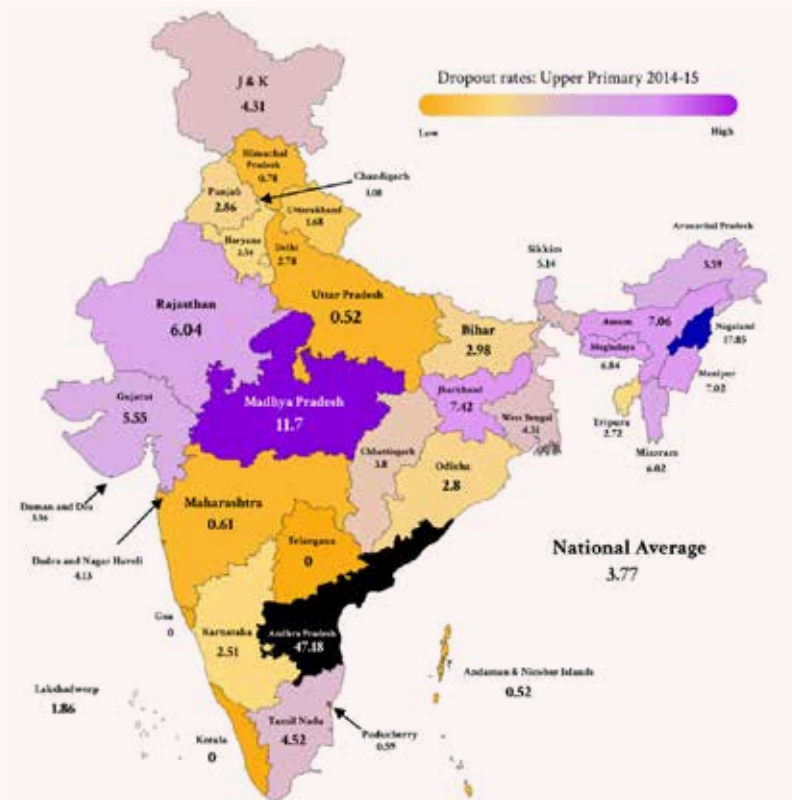 Dropout rates: Upper Primary 2014-15
Low
High
J & K
4.31
Himachal
Pradesh
0.78
Chandigarh
Punjab
2.86
Uttarakhand
1.68
Haryana
Delhi
2.78
Arunachal Pradesh
Sikkim
5.14
Rajasthan
6.04
Uttar Pradesh
0.52
Bihar
2.98
Assam 7.06
Nagaland
17.85
Meghalaya
6.84
Manipur
7.02
Gujarat
5.55
Madhya Pradesh
11.7
Jharkhand
7.42
West Bengal
4.31
Tripura
2.72
Mizoram
6.02
Chhattisgarh
3.8
Odisha
2.8
Daman and Diu
Maharashtra
0.61
Dadra and Nagar Haveli
4.13
Telangana
0
National Average
3.77
Goa
0
Karnataka
2.51
Andhra Pradesh
47.18
Andaman & Nicobar Islands
0.52
Lakshadweep
1.86
Kerala
0
Tamil Nadu
4.52
Puducherry
0.59